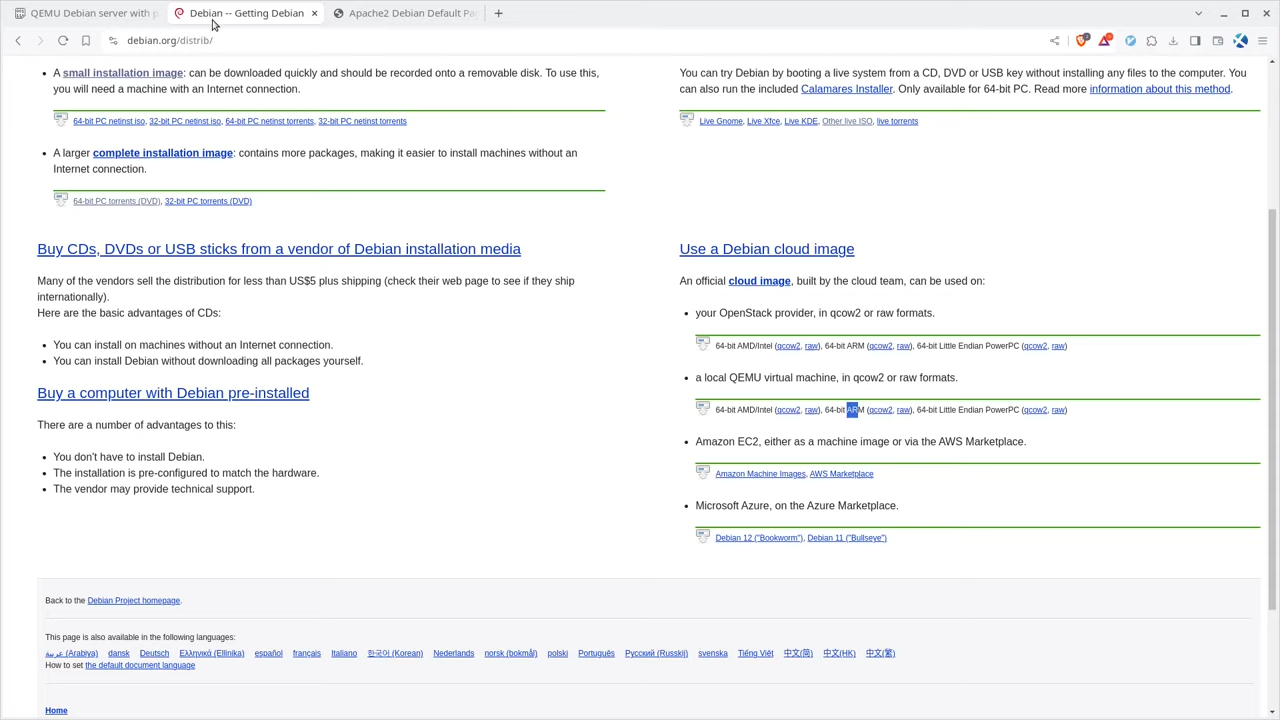 QEMU Debian server with p
Debian -- Getting Debian
Apache2 Debian Default Pa
debian.org/distrib/
• A small installation image: can be downloaded quickly and should be recorded onto a removable disk. To use this,
you will need a machine with an Internet connection.
64-bit PC netinst iso, 32-bit PC netinst iso, 64-bit PC netinst torrents, 32-bit PC netinst torrents
• A larger complete installation image: contains more packages, making it easier to install machines without an
Internet connection.
64-bit PC torrents (DVD), 32-bit PC torrents (DVD)
You can try Debian by booting a live system from a CD, DVD or USB key without installing any files to the computer. You
can also run the included Calamares Installer. Only available for 64-bit PC. Read more information about this method.
Live Gnome, Live Xfce, Live KDE, Other live ISO, live torrents
Buy CDs, DVDs or USB sticks from a vendor of Debian installation media
Many of the vendors sell the distribution for less than US$5 plus shipping (check their web page to see if they ship
internationally).
Here are the basic advantages of CDs:
• You can install on machines without an Internet connection.
• You can install Debian without downloading all packages yourself.
Buy a computer with Debian pre-installed
There are a number of advantages to this:
• You don't have to install Debian.
• The installation is pre-configured to match the hardware.
• The vendor may provide technical support.
Use a Debian cloud image
An official cloud image, built by the cloud team, can be used on:
• your OpenStack provider, in qcow2 or raw formats.
64-bit AMD/Intel (qcow2, raw), 64-bit ARM (qcow2, raw), 64-bit Little Endian PowerPC (qcow2, raw)
• a local QEMU virtual machine, in qcow2 or raw formats.
64-bit AMD/Intel (qcow2, raw), 64-bit ARM (qcow2, raw), 64-bit Little Endian PowerPC (qcow2, raw)
• Amazon EC2, either as a machine image or via the AWS Marketplace.
Amazon Machine Images, AWS Marketplace
• Microsoft Azure, on the Azure Marketplace.
Debian 12 ("Bookworm"), Debian 11 ("Bullseye")
Back to the Debian Project homepage.
This page is also available in the following languages:
عربية (Arabiya) dansk Deutsch Ελληνικά (Ellinika) español français Italiano 한국어 (Korean) Nederlands norsk (bokmål) polski Português Русский (Russkij) svenska Tiếng Việt 中文(简) 中文(HK) 中文(繁)
How to set the default document language
Home